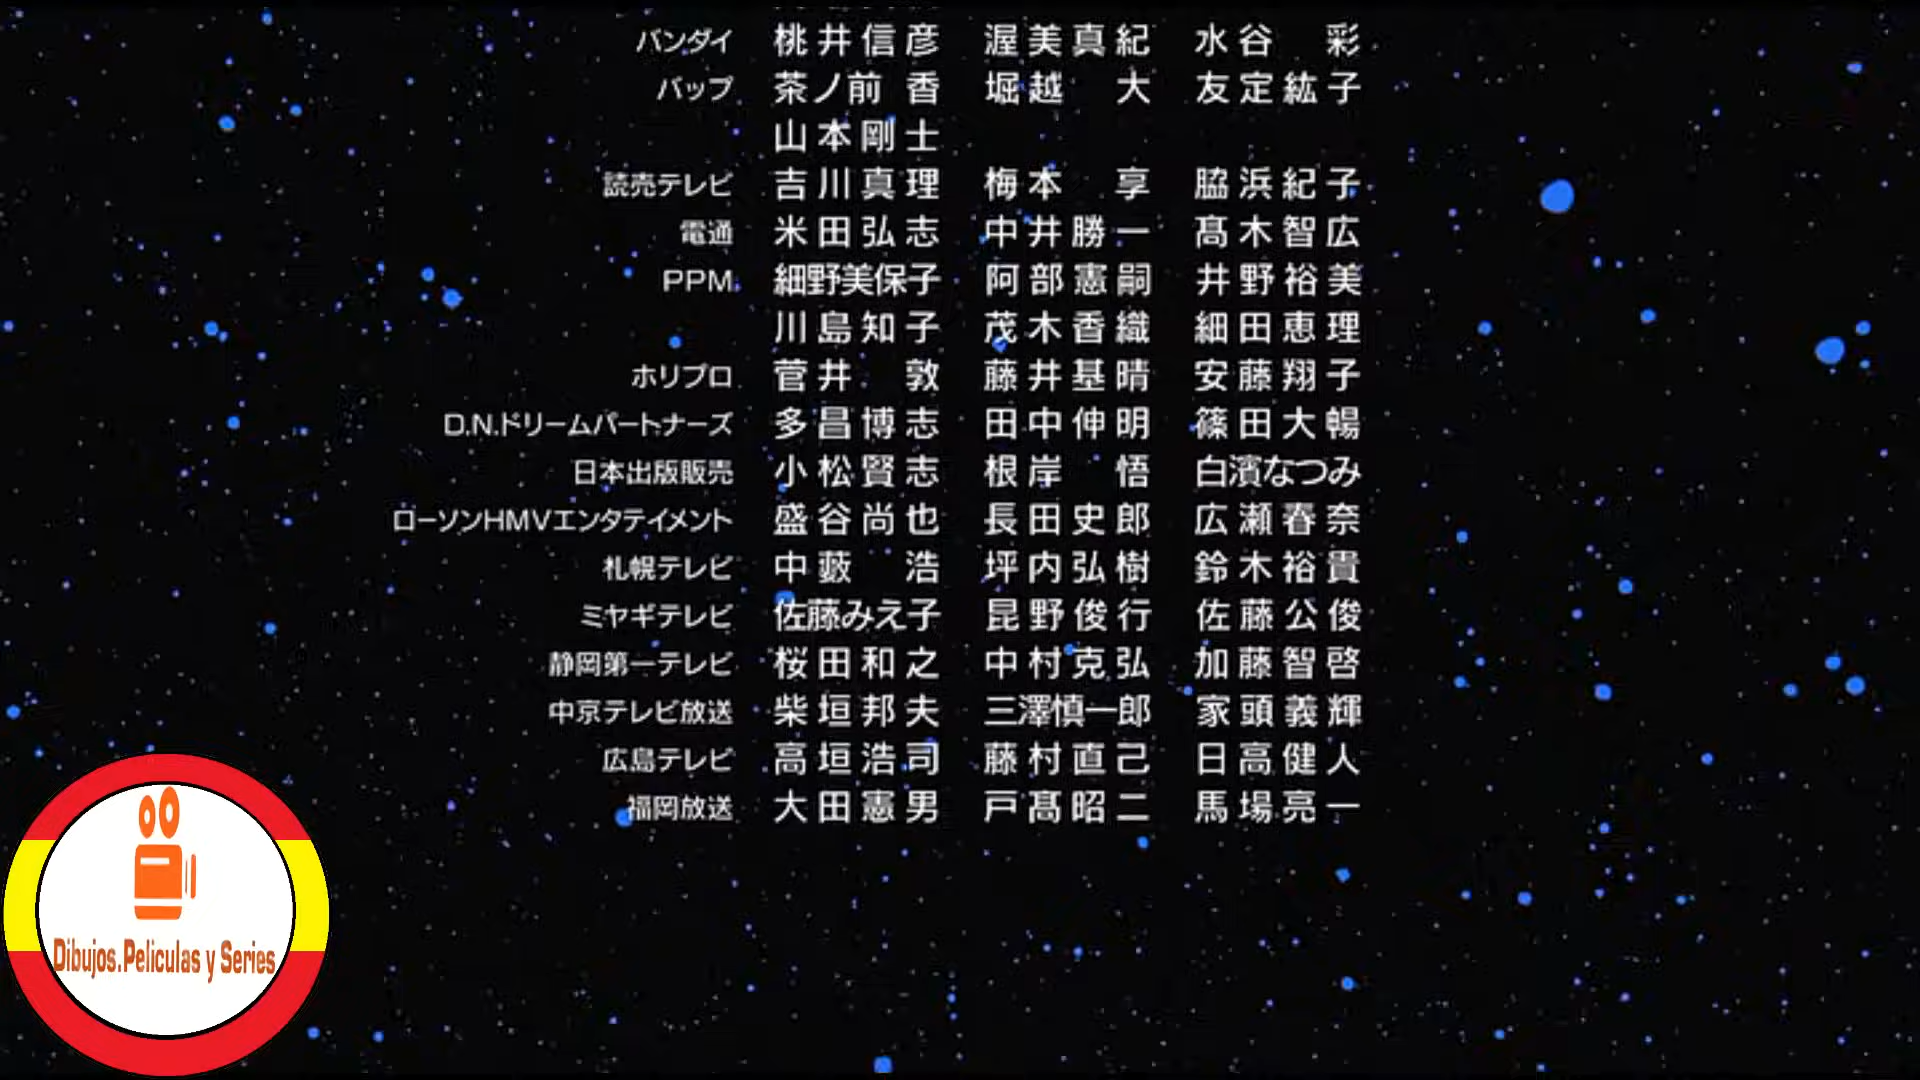 バンダイ 桃井信彦 渥美真紀 水谷 彩
バップ 茶ノ前 香 堀越 大 友定紘子
山本剛士
読売テレビ 吉川真理 梅本 享 脇浜紀子
電通 米田弘志 中井勝一 髙木智広
PPM 細野美保子 阿部憲嗣 井野裕美
川島知子 茂木香織 細田恵理
ホリプロ 菅井 敦 藤井基晴 安藤翔子
D.N.ドリームパートナーズ 多昌博志 田中伸明 篠田大暢
日本出版販売 小松賢志 根岸 悟 白濱なつみ
ローソンHMVエンタテイメント 盛谷尚也 長田史郎 広瀬春奈
札幌テレビ 中藪 浩 坪内弘樹 鈴木裕貴
ミヤギテレビ 佐藤みえ子 昆野俊行 佐藤公俊
静岡第一テレビ 桜田和之 中村克弘 加藤智啓
中京テレビ放送 柴垣邦夫 三澤慎一郎 家頭義輝
広島テレビ 高垣浩司 藤村直己 日高健人
福岡放送 大田憲男 戸髙昭二 馬場亮一
Dibujos.Peliculas y Series